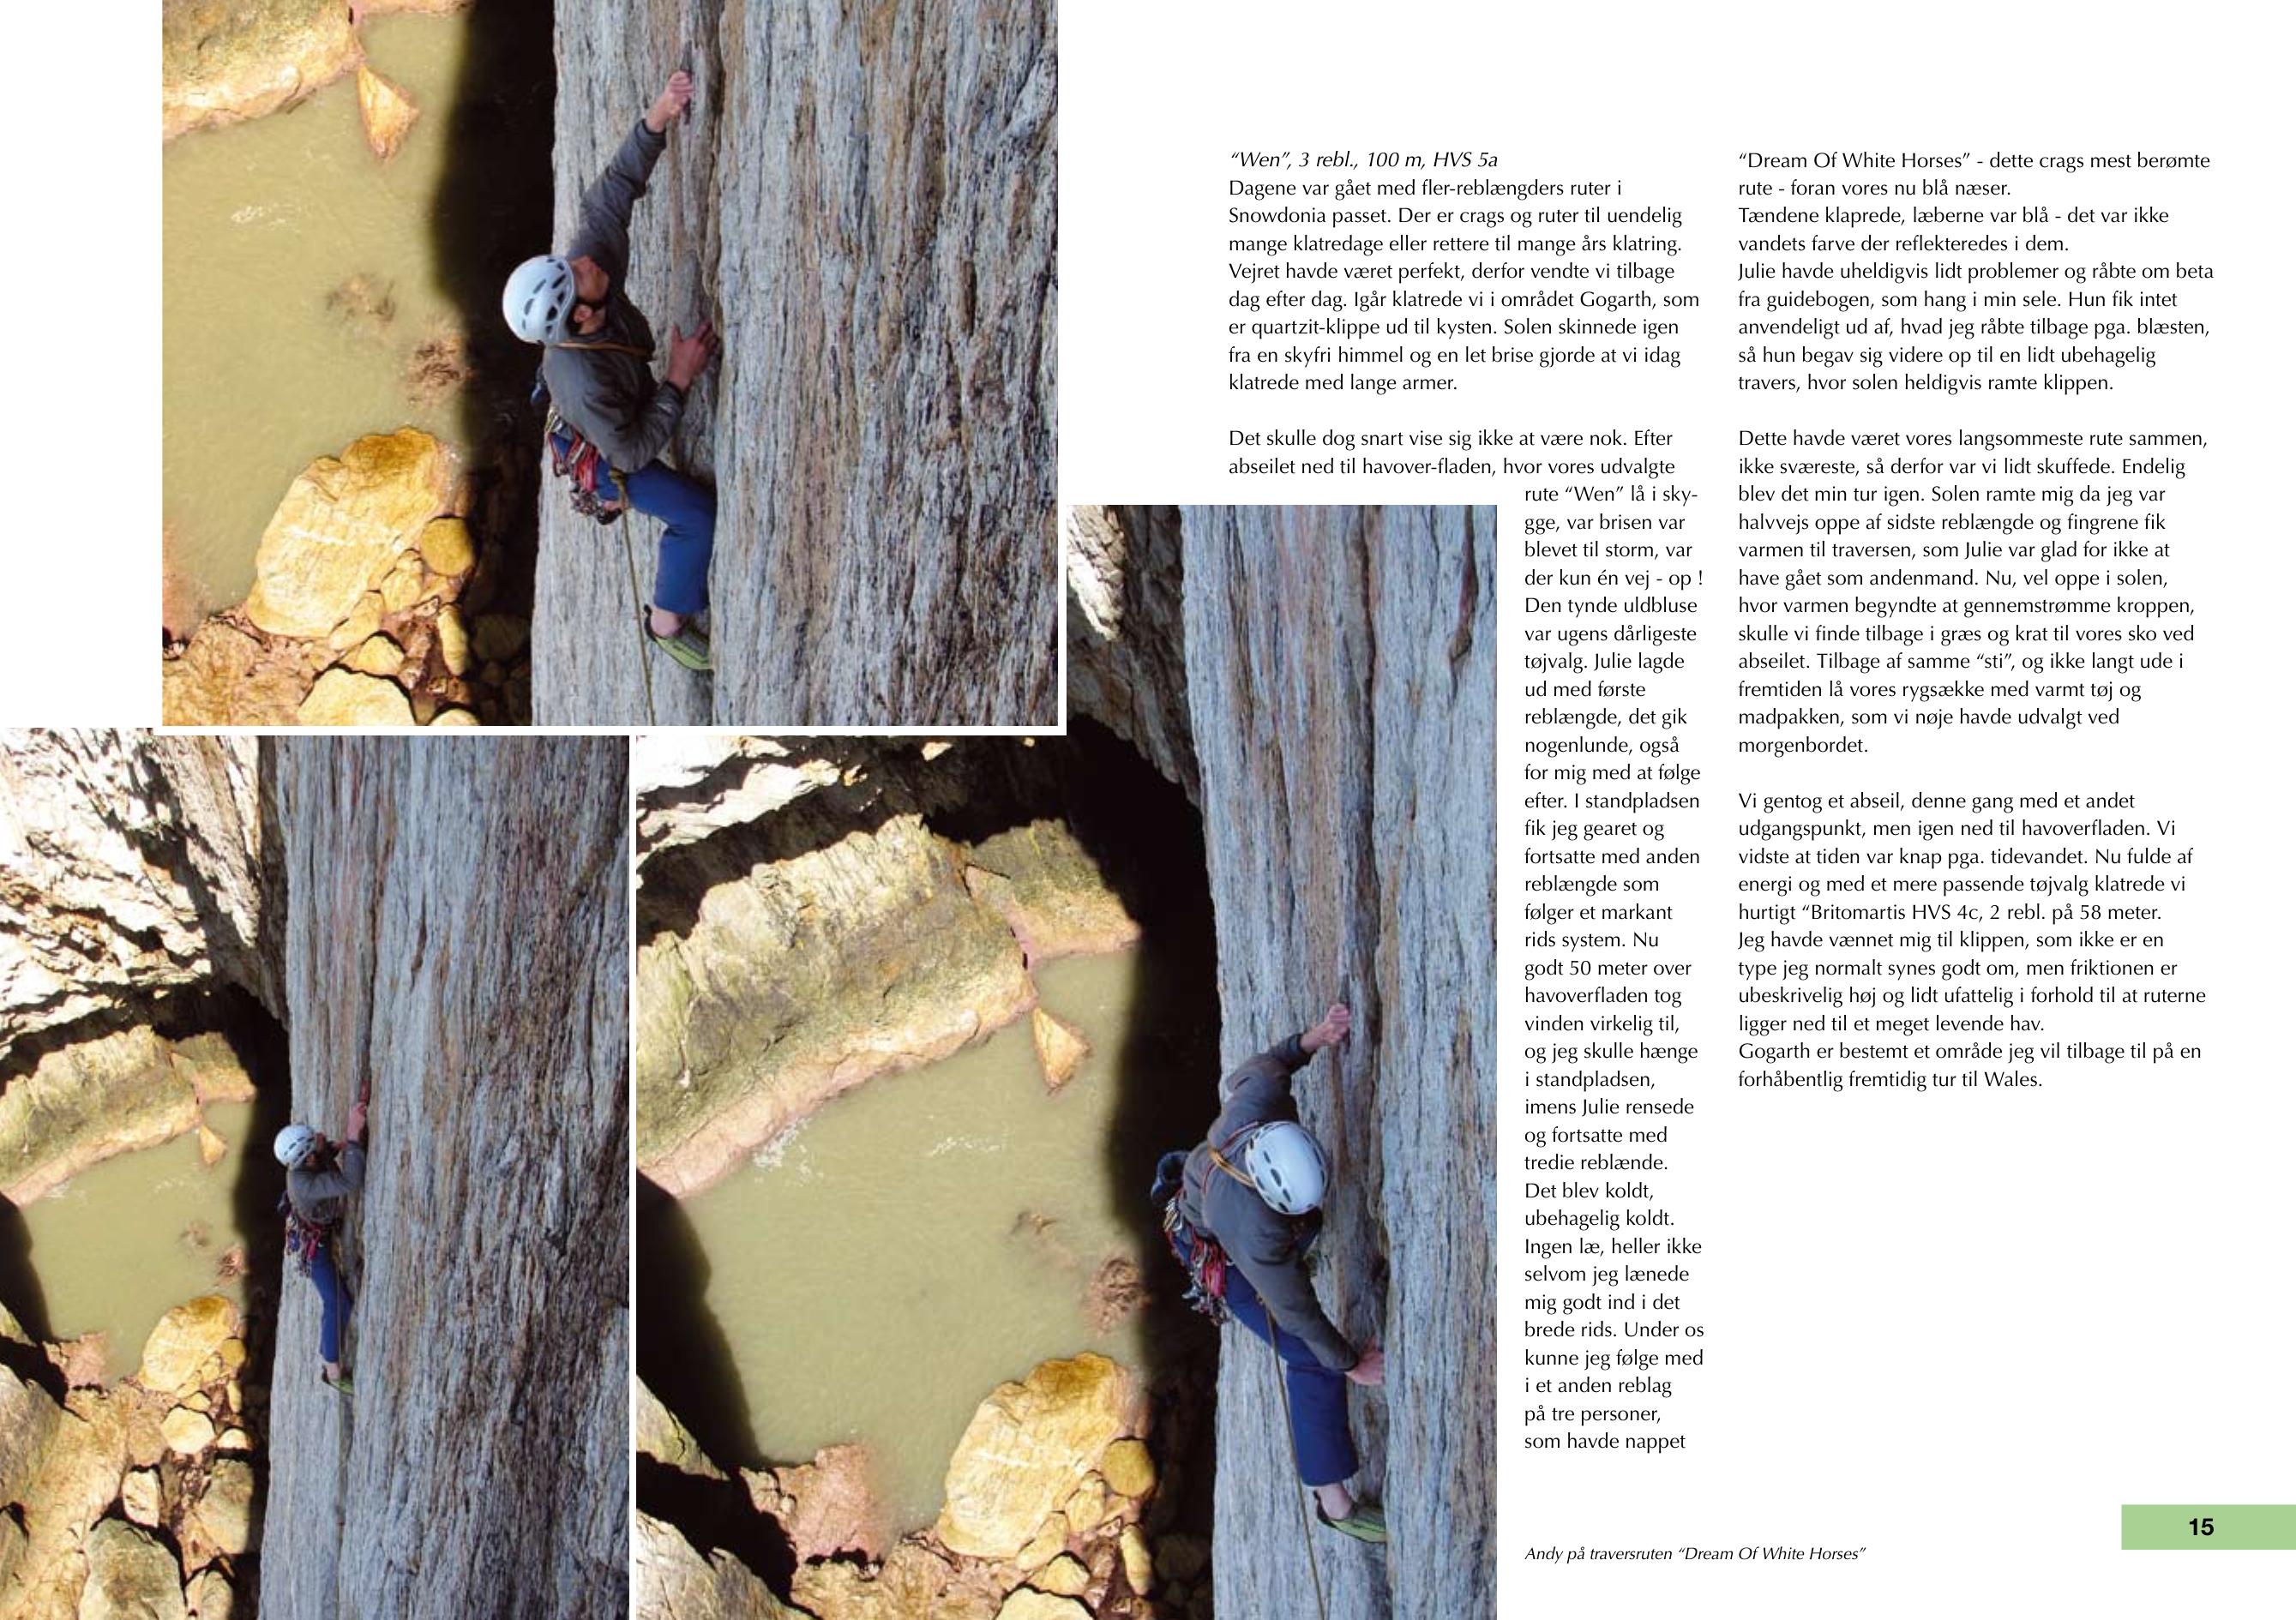 “Wen”, 3 rebl., 100 m, HVS 5a
Dagene var gået med fler-reblængders ruter i
Snowdonia passet. Der er crags og ruter til uendelig
mange klatredage eller rettere til mange års klatring.
Vejret havde været perfekt, derfor vendte vi tilbage
dag efter dag. Igår klatrede vi i området Gogarth, som
er quartzit-klippe ud til kysten. Solen skinnede igen
fra en skyfri himmel og en let brise gjorde at vi idag
klatrede med lange armer.
Det skulle dog snart vise sig ikke at være nok. Efter
abseilet ned til havover-fladen, hvor vores udvalgte
rute “Wen” lå i sky-
gge, var brisen var
blevet til storm, var
der kun én vej - op !
Den tynde uldbluse
var ugens dårligeste
tøjvalg. Julie lagde
ud med første
reblængde, det gik
nogenlunde, også
for mig med at følge
efter. I standpladsen
fik jeg gearet og
fortsatte med anden
reblængde som
følger et markant
rids system. Nu
godt 50 meter over
havoverfladen tog
vinden virkelig til,
og jeg skulle hænge
i standpladsen,
imens Julie rensede
og fortsatte med
tredie reblænde.
Det blev koldt,
ubehagelig koldt.
Ingen læ, heller ikke
selvom jeg lænede
mig godt ind i det
brede rids. Under os
kunne jeg følge med
i et anden reblag
på tre personer,
som havde nappet
“Dream Of White Horses” - dette crags mest berømte
rute - foran vores nu blå næser.
Tændene klaprede, læberne var blå - det var ikke
vandets farve der reflekteredes i dem.
Julie havde uheldigvis lidt problemer og råbte om beta
fra guidebogen, som hang i min sele. Hun fik intet
anvendeligt ud af, hvad jeg råbte tilbage pga. blæsten,
så hun begav sig videre op til en lidt ubehagelig
travers, hvor solen heldigvis ramte klippen.
Dette havde været vores langsommeste rute sammen,
ikke sværeste, så derfor var vi lidt skuffede. Endelig
blev det min tur igen. Solen ramte mig da jeg var
halvvejs oppe af sidste reblængde og fingrene fik
varmen til traversen, som Julie var glad for ikke at
have gået som andenmand. Nu, vel oppe i solen,
hvor varmen begyndte at gennemstrømme kroppen,
skulle vi finde tilbage i græs og krat til vores sko ved
abseilet. Tilbage af samme “sti”, og ikke langt ude i
fremtiden lå vores rygsække med varmt tøj og
madpakken, som vi nøje havde udvalgt ved
morgenbordet.
Vi gentog et abseil, denne gang med et andet
udgangspunkt, men igen ned til havoverfladen. Vi
vidste at tiden var knap pga. tidevandet. Nu fulde af
energi og med et mere passende tøjvalg klatrede vi
hurtigt “Britomartis HVS 4c, 2 rebl. på 58 meter.
Jeg havde vænnet mig til klippen, som ikke er en
type jeg normalt synes godt om, men friktionen er
ubeskrivelig høj og lidt ufattelig i forhold til at ruterne
ligger ned til et meget levende hav.
Gogarth er bestemt et område jeg vil tilbage til på en
forhåbentlig fremtidig tur til Wales.
Andy på traversruten “Dream Of White Horses”
15